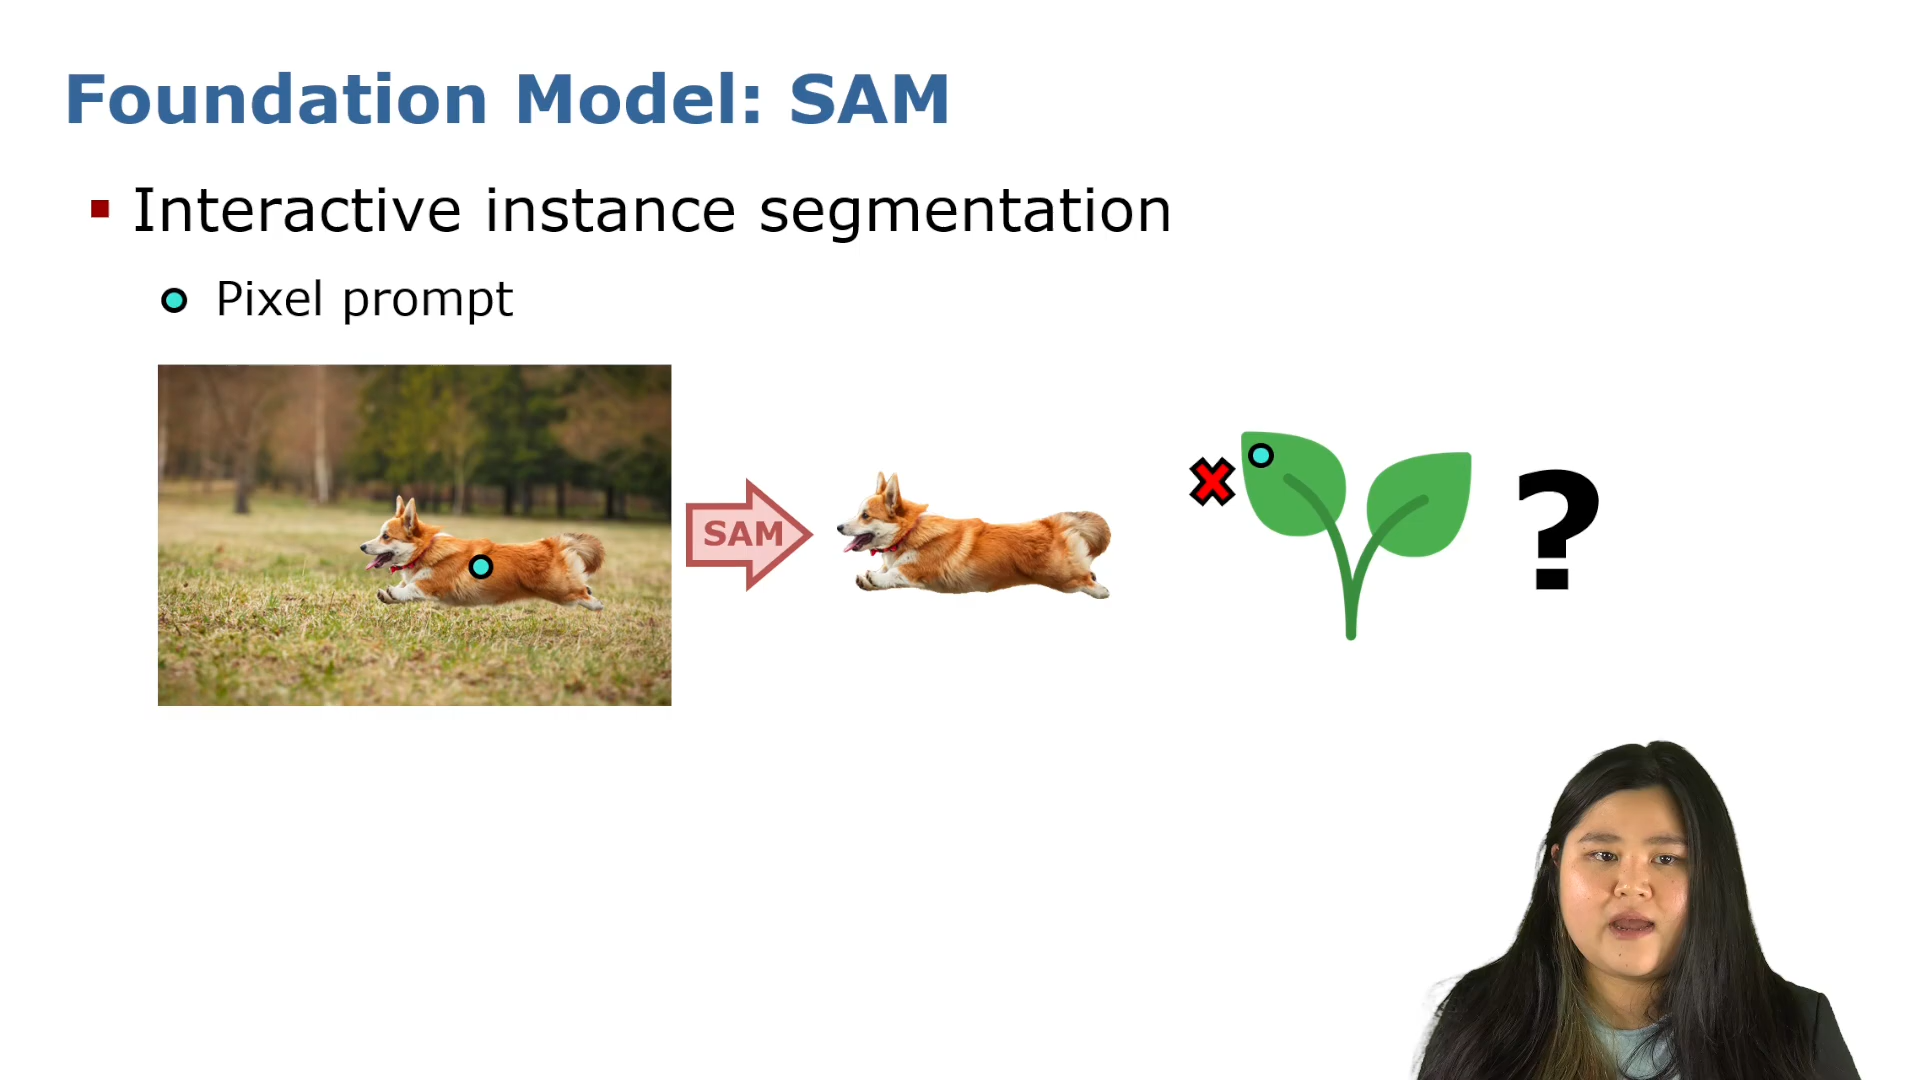 Foundation Model: SAM
Interactive instance segmentation
Pixel prompt
SAM
?